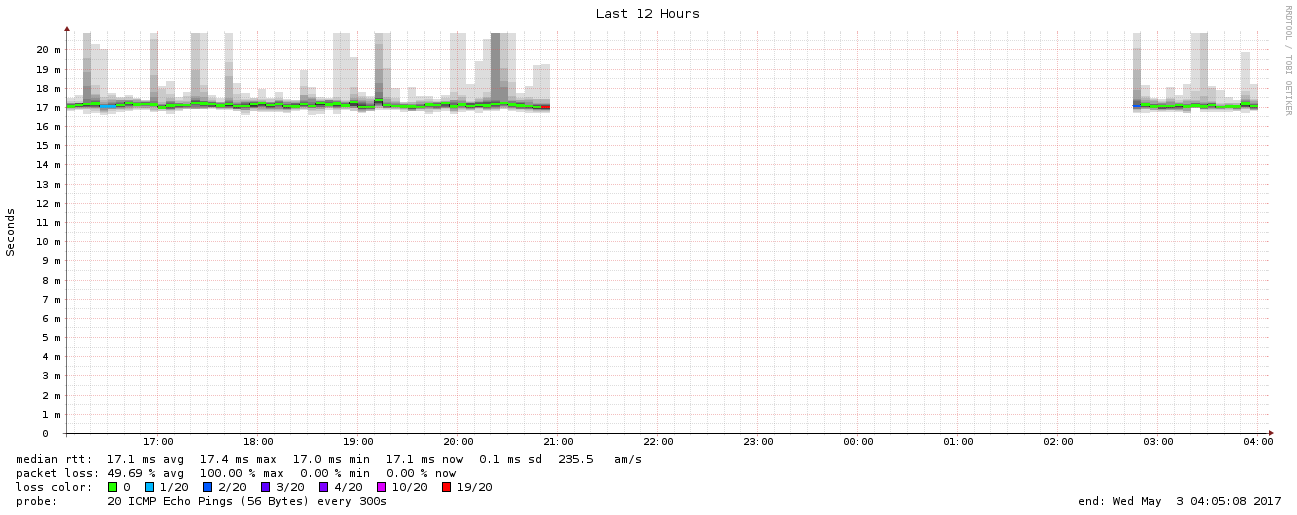 Last 12 Hours
RRDTOOL / TOBI OETIKER
Seconds
20 m
19 m
18 m
17 m
16 m
15 m
14 m
13 m
12 m
11 m
10 m
9 m
8 m
7 m
6 m
5 m
4 m
3 m
2 m
1 m
0
17:00 18:00 19:00 20:00 21:00 22:00 23:00 00:00 01:00 02:00 03:00 04:00
median rtt: 17.1 ms avg 17.4 ms max 17.0 ms min 17.1 ms now 0.1 ms sd 235.5 am/s
packet loss: 49.69 % avg 100.00 % max 0.00 % min 0.00 % now
loss color: 0 1/20 2/20 3/20 4/20 10/20 19/20
probe: 20 ICMP Echo Pings (56 Bytes) every 300s end: Wed May 3 04:05:08 2017